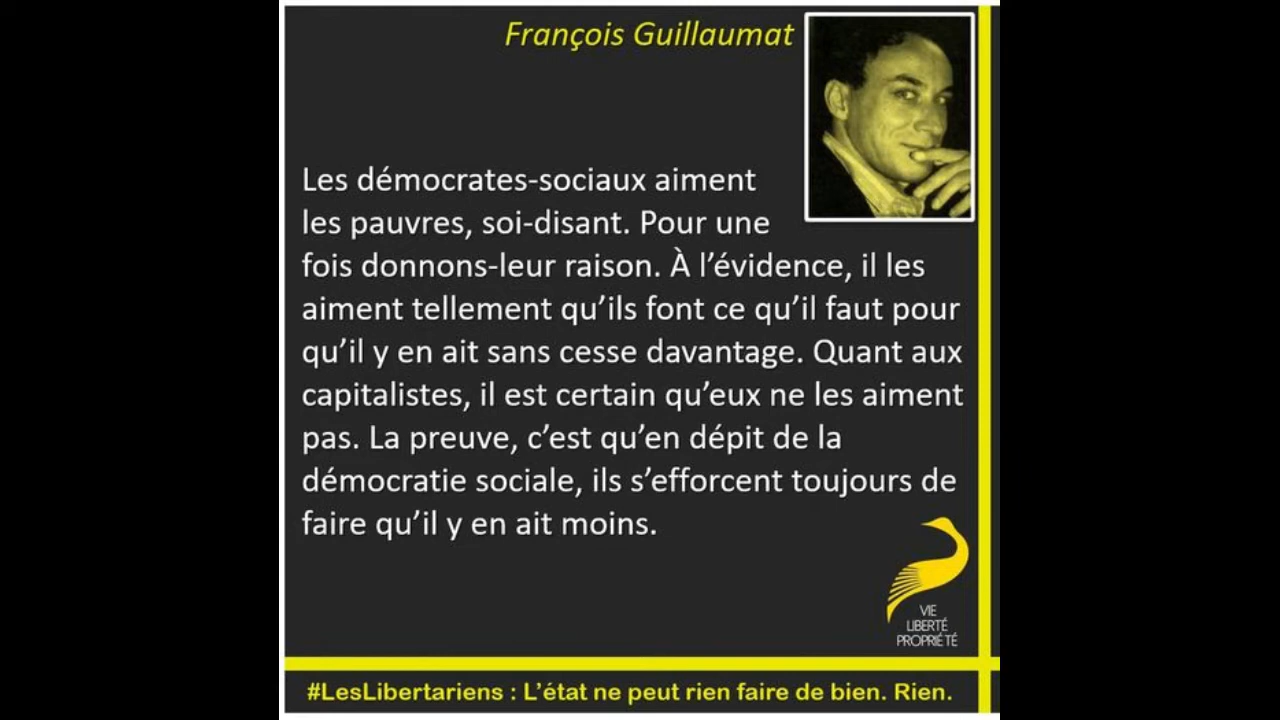 François Guillaumat
Les démocrates-sociaux aiment
les pauvres, soi-disant. Pour une
fois donnons-leur raison. À l’évidence, il les
aiment tellement qu’ils font ce qu’il faut pour
qu’il y en ait sans cesse davantage. Quant aux
capitalistes, il est certain qu’eux ne les aiment
pas. La preuve, c’est qu’en dépit de la
démocratie sociale, ils s’efforcent toujours de
faire qu’il y en ait moins.
VIE
LIBERTÉ
PROPRIÉTÉ
#LesLibertariens : L’état ne peut rien faire de bien. Rien.